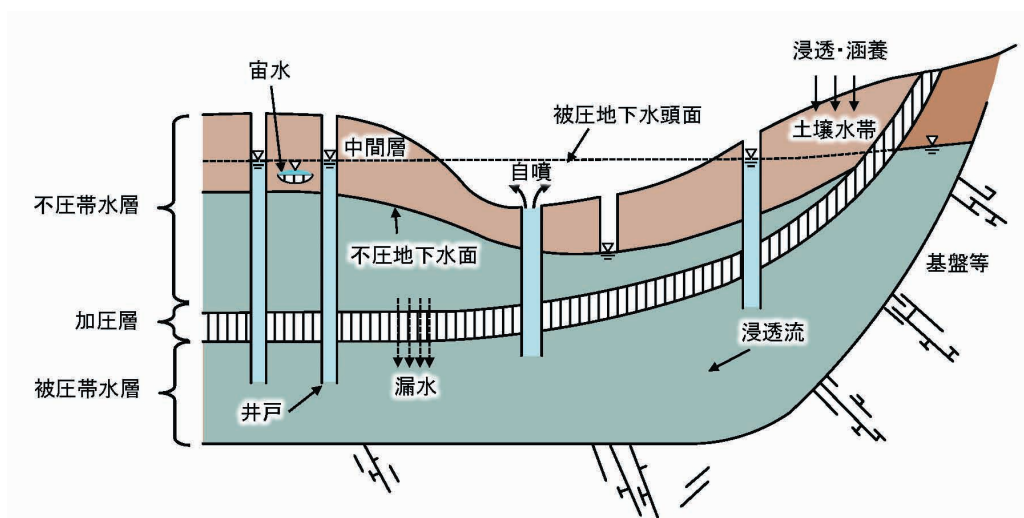 浸透・涵養
宙水
被圧地下水頭面
土壌水帯
中間層
自噴
不圧帯水層
不圧地下水面
基盤等
加圧層
浸透流
被圧帯水層
漏水
井戸